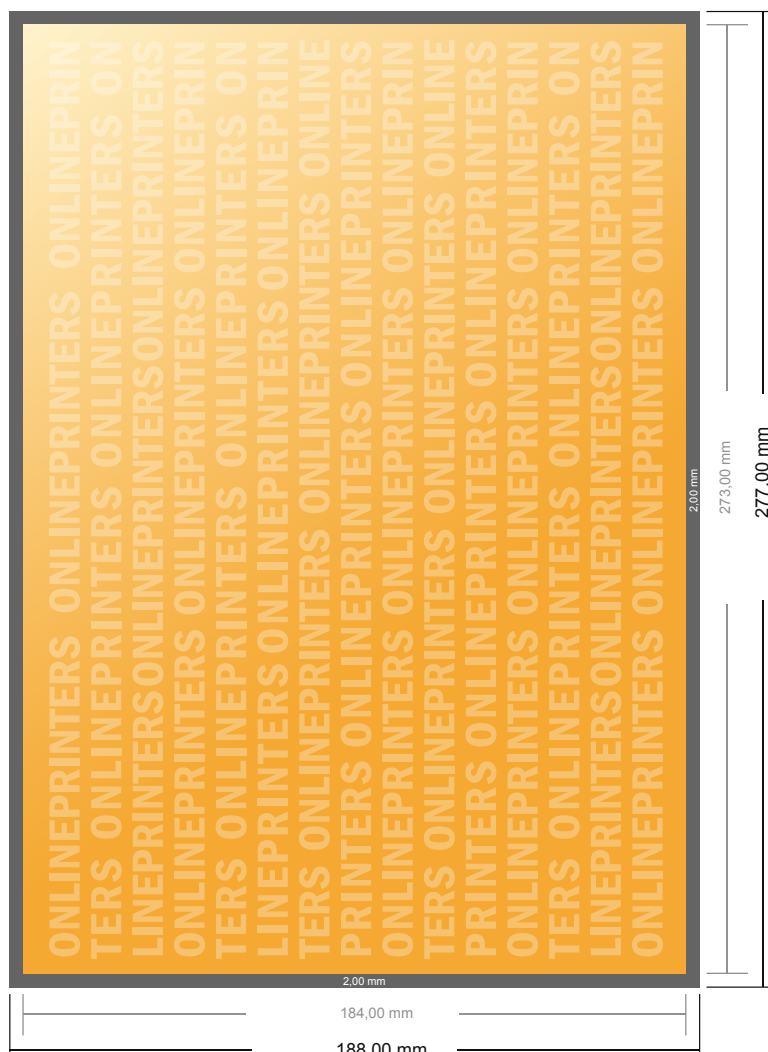 ONLINEPRINTERS ONLINEPRINTERS ONLINEPRIN
TERS ONLINEPRINTERS ONLINEPRINTERS ON
LINEPRINTERSONLINEPRINTERSONLINEPRINTERS
ONLINEPRINTERS ONLINEPRINTERS ONLINEPRIN
TERS ONLINEPRINTERS ONLINEPRINTERS ON
LINEPRINTERS ONLINEPRINTERS ONLINEPRIN
TERS ONLINEPRINTERS ONLINEPRINTERS ONLINE
PRINTERS ONLINEPRINTERS ONLINEPRINTERS
ONLINEPRINTERS ONLINEPRINTERS ONLINEPRIN
TERS ONLINEPRINTERS ONLINEPRINTERS ONLINE
PRINTERS ONLINEPRINTERS ONLINEPRINTERS
ONLINEPRINTERS ONLINEPRINTERS ONLINEPRIN
TERS ONLINEPRINTERS ONLINEPRINTERS ON
LINEPRINTERSONLINEPRINTERSONLINEPRINTERS
ONLINEPRINTERS ONLINEPRINTERS ONLINEPRIN
2,00 mm
273,00 mm
277,00 mm
2,00 mm
184,00 mm
188,00 mm